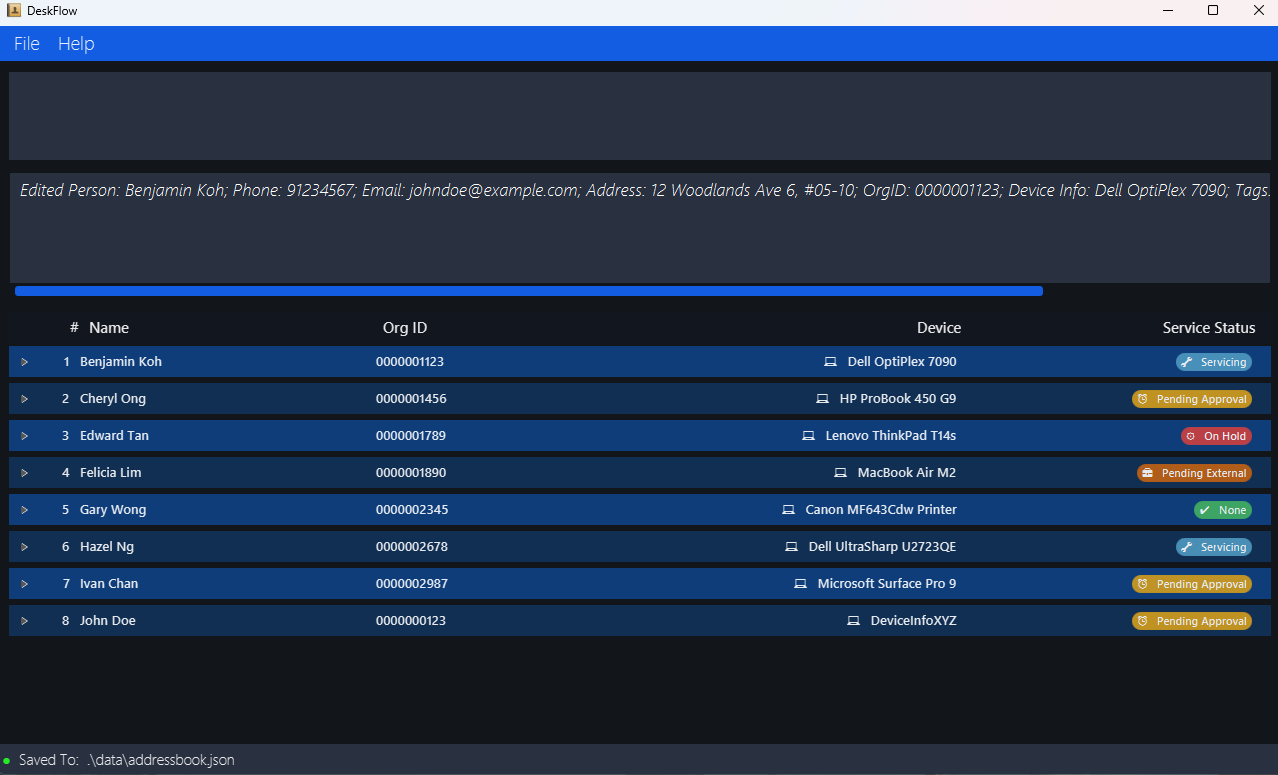 DeskFlow
File Help
Edited Person: Benjamin Koh; Phone: 91234567; Email: johndoe@example.com; Address: 12 Woodlands Ave 6, #05-10; OrgID: 0000001123; Device Info: Dell OptiPlex 7090; Tags:
# Name Org ID Device Service Status
1 Benjamin Koh 0000001123 Dell OptiPlex 7090 Servicing
2 Cheryl Ong 0000001456 HP ProBook 450 G9 Pending Approval
3 Edward Tan 0000001789 Lenovo ThinkPad T14s On Hold
4 Felicia Lim 0000001890 MacBook Air M2 Pending External
5 Gary Wong 0000002345 Canon MF643Cdw Printer None
6 Hazel Ng 0000002678 Dell UltraSharp U2723QE Servicing
7 Ivan Chan 0000002987 Microsoft Surface Pro 9 Pending Approval
8 John Doe 0000000123 DeviceInfoXYZ Pending Approval
Saved To: .\data\addressbook.json